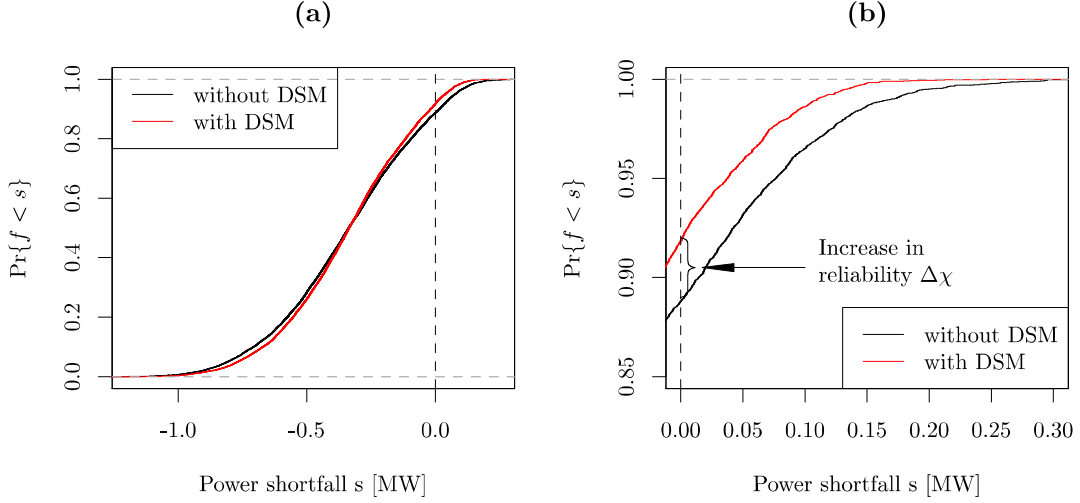 (a)
without DSM
with DSM
Pr{f < s}
0.0
0.2
0.4
0.6
0.8
1.0
-1.0
-0.5
0.0
Power shortfall s [MW]
(b)
Pr{f < s}
0.85
0.90
0.95
1.00
Increase in
reliability Δχ
without DSM
with DSM
0.00
0.05
0.10
0.15
0.20
0.25
0.30
Power shortfall s [MW]